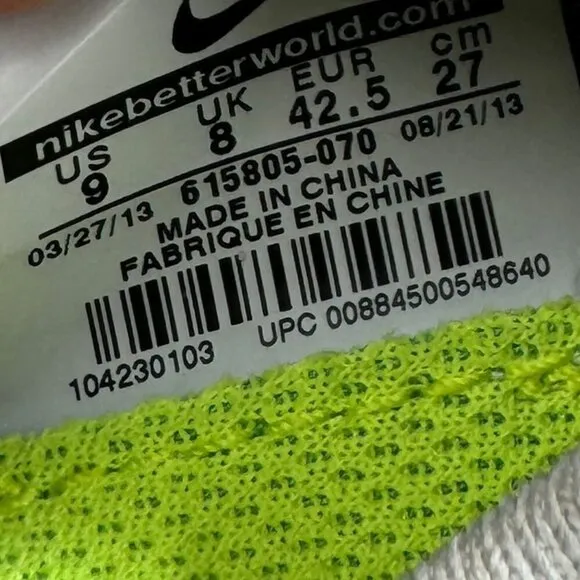 nikebetterworld.com
US UK EUR cm
9 8 42.5 27
03/27/13 615805-070 08/21/13
MADE IN CHINA
FABRIQUE EN CHINE
104230103 UPC 00884500548640